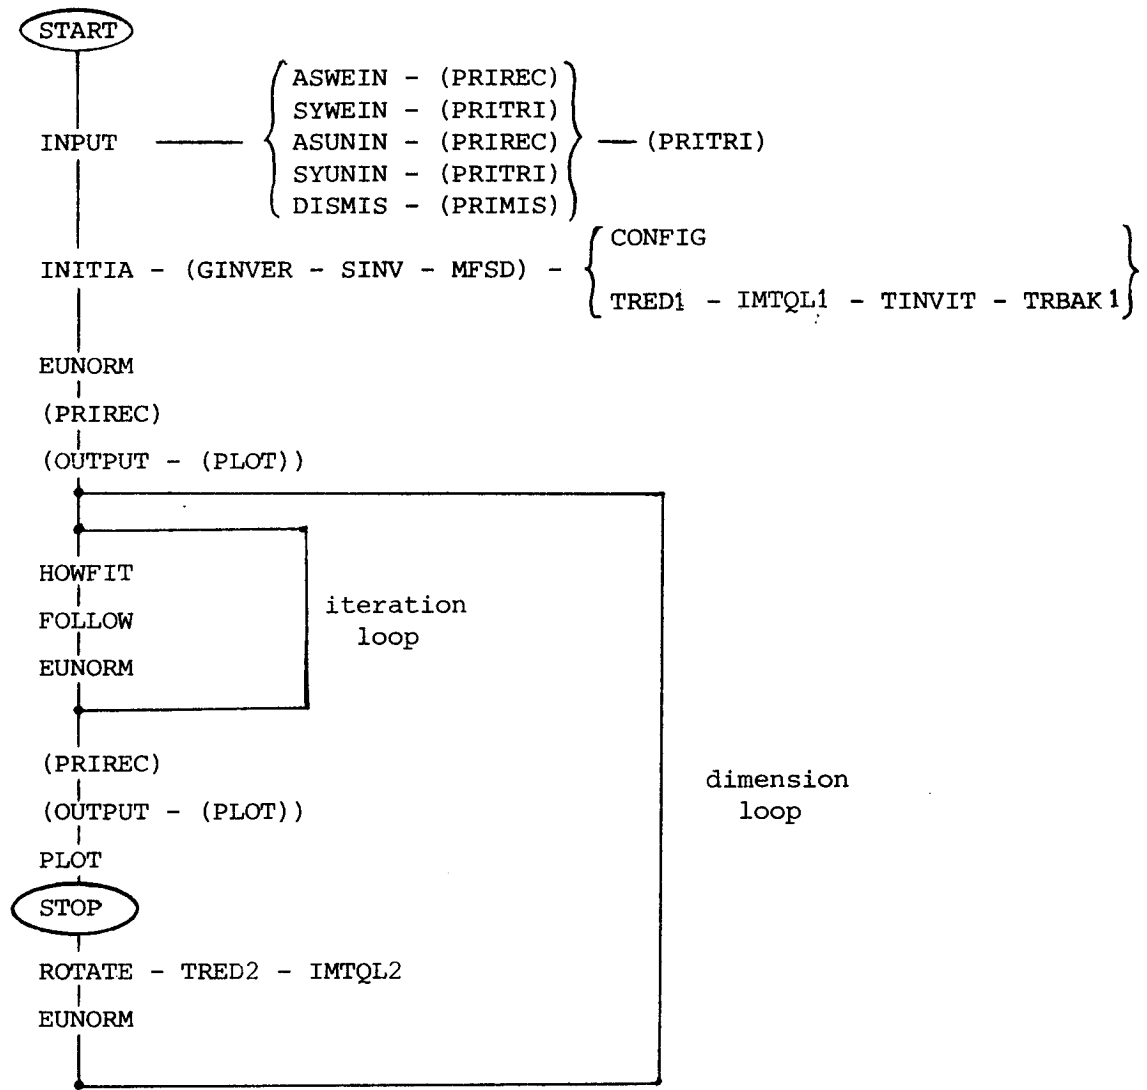 START
ASWEIN - (PRIREC)
SYWEIN - (PRITRI)
INPUT ASUNIN - (PRIREC) — (PRITRI)
SYUNIN - (PRITRI)
DISMIS - (PRIMIS)
CONFIG
INITIA - (GINVER - SINV - MFSD) -
TRED1 - IMTQL1 - TINVIT - TRBAK1
EUNORM
(PRIREC)
(OUTPUT - (PLOT))
HOWFIT
FOLLOW
EUNORM
iteration
loop
(PRIREC)
(OUTPUT - (PLOT))
PLOT
dimension
loop
STOP
ROTATE - TRED2 - IMTQL2
EUNORM